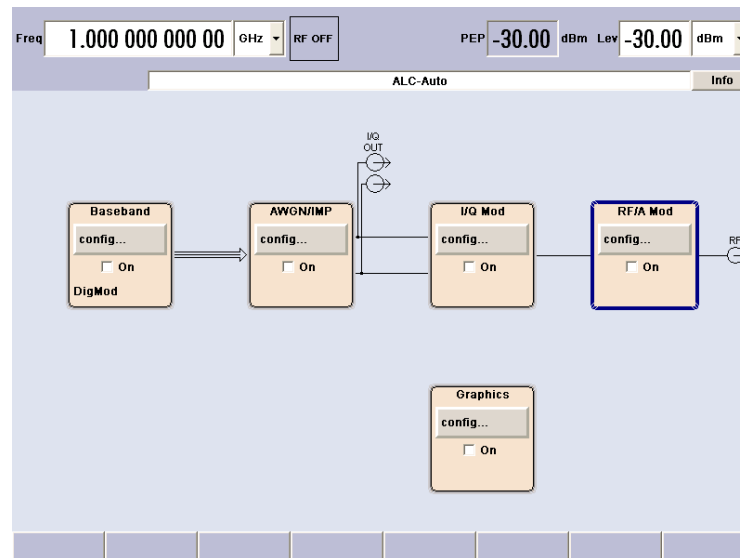 Freq 1.000 000 000 00 GHz RF OFF PEP -30.00 dBm Lev -30.00 dBm
ALC-Auto Info
I/Q
OUT
Baseband AWGN/IMP I/Q Mod RF/A Mod
config... config... config... config... RF
On On On On
DigMod
Graphics
config...
On